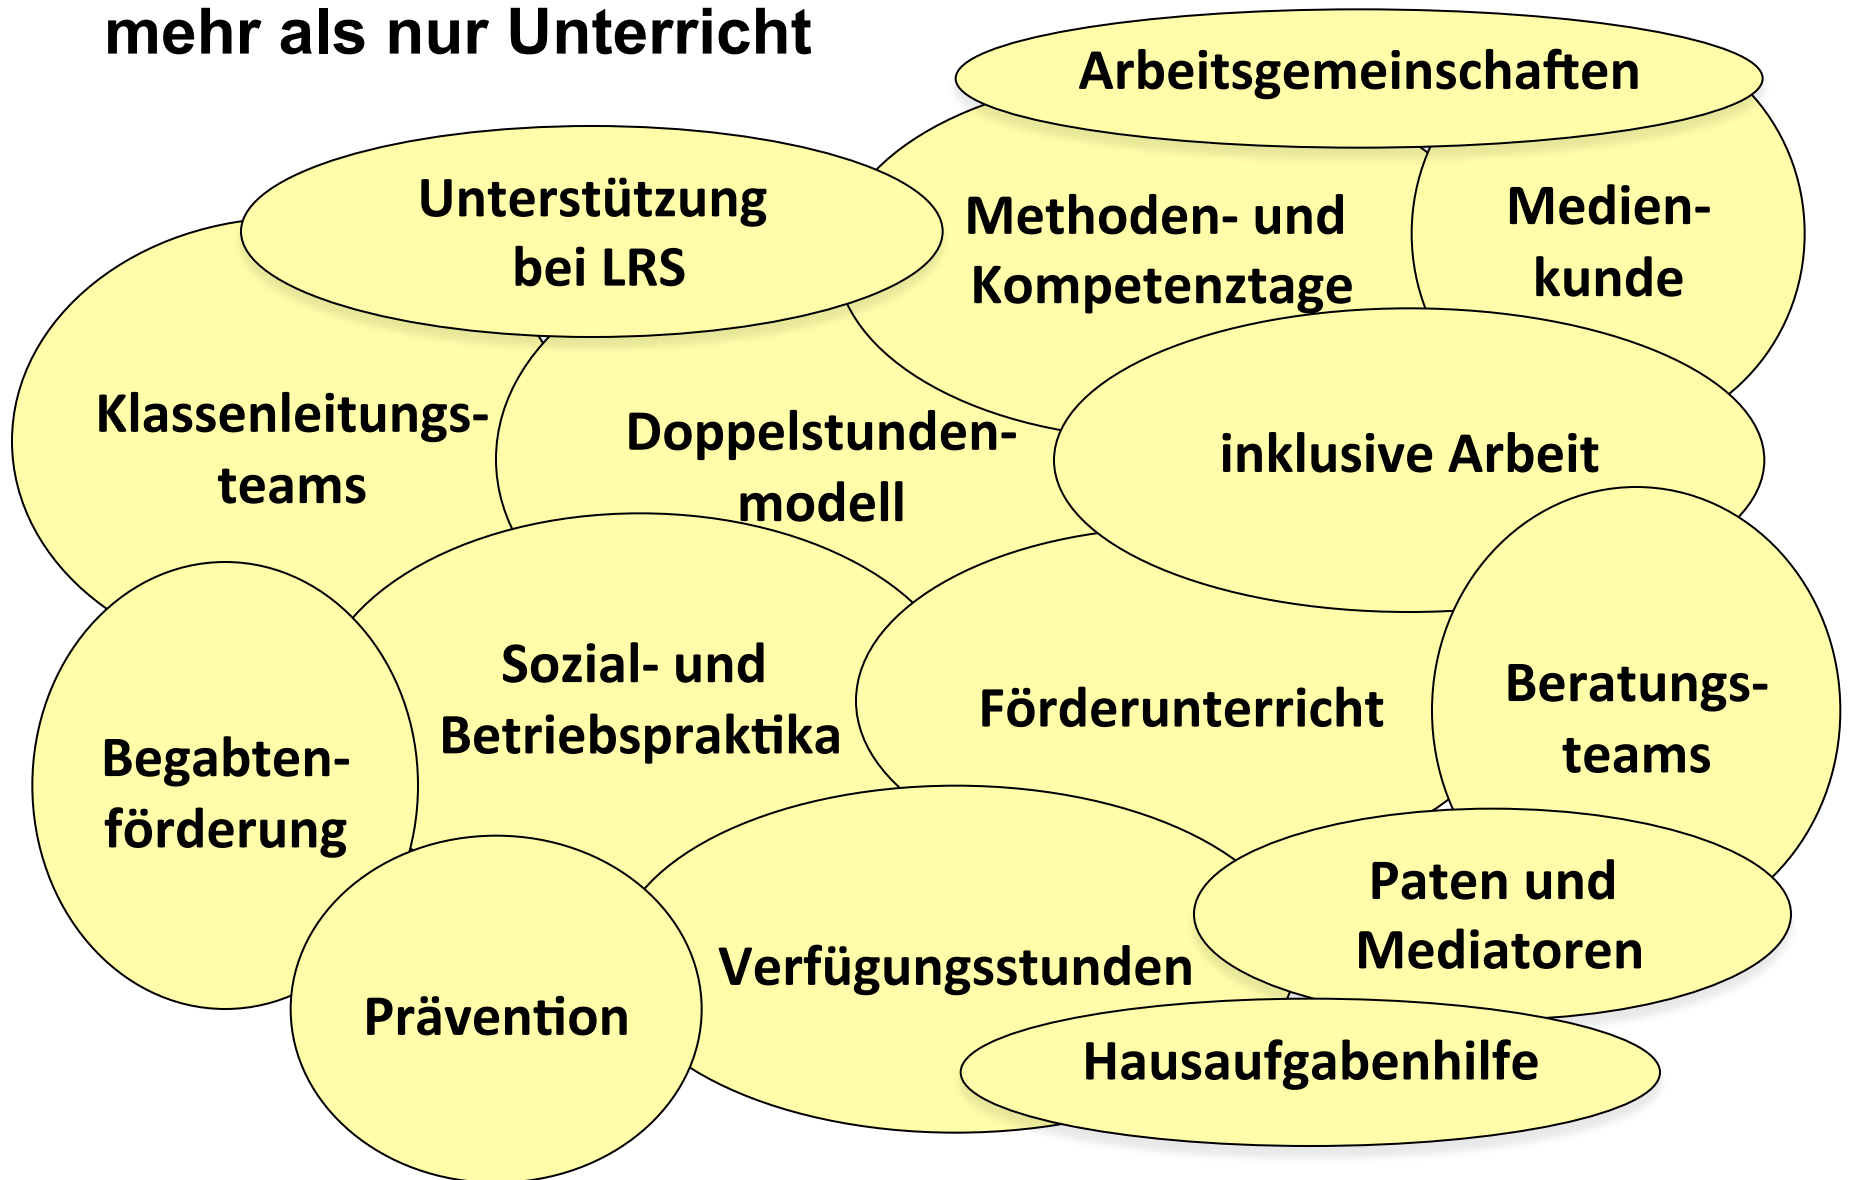 mehr als nur Unterricht
Arbeitsgemeinschaften
Unterstützung
bei LRS
Methoden- und
Kompetenztage
Medien-
kunde
Klassenleitungs-
teams
Doppelstunden-
modell
inklusive Arbeit
Sozial- und
Betriebspraktika
Förderunterricht
Beratungs-
teams
Begabten-
förderung
Paten und
Mediatoren
Verfügungsstunden
Prävention
Hausaufgabenhilfe